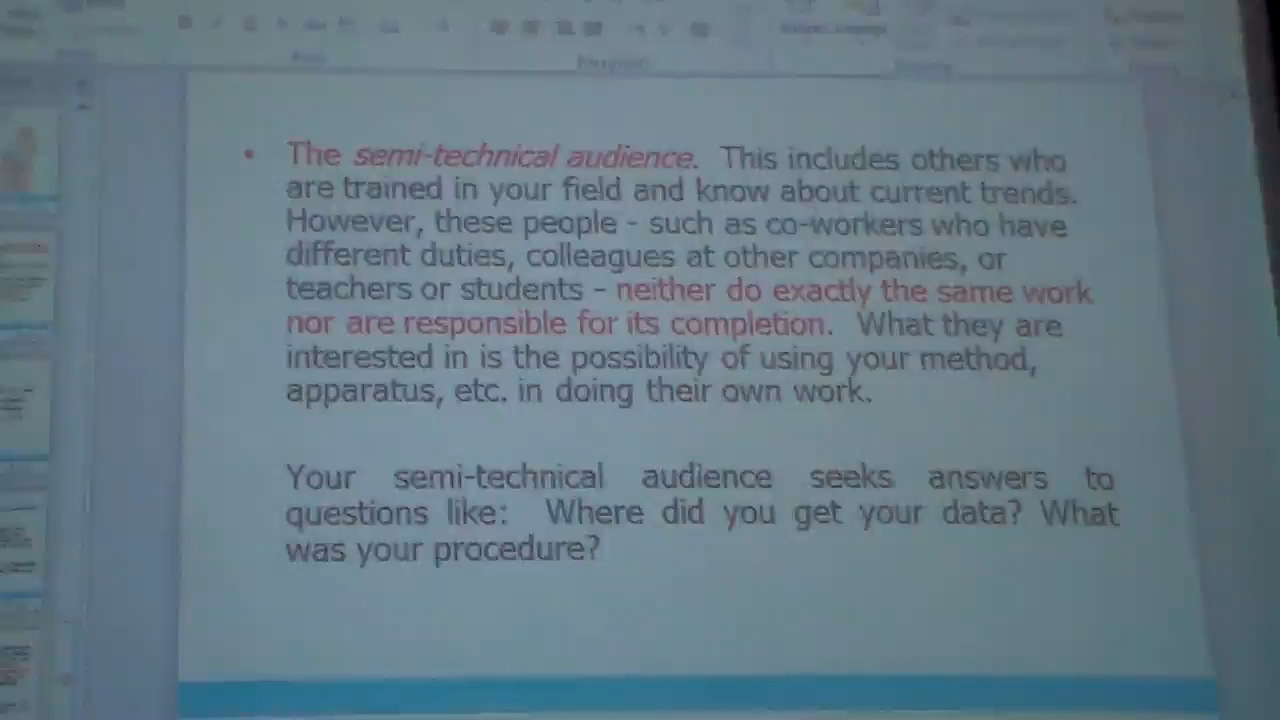 • The semi-technical audience. This includes others who
are trained in your field and know about current trends.
However, these people - such as co-workers who have
different duties, colleagues at other companies, or
teachers or students - neither do exactly the same work
nor are responsible for its completion. What they are
interested in is the possibility of using your method,
apparatus, etc. in doing their own work.
Your semi-technical audience seeks answers to
questions like: Where did you get your data? What
was your procedure?